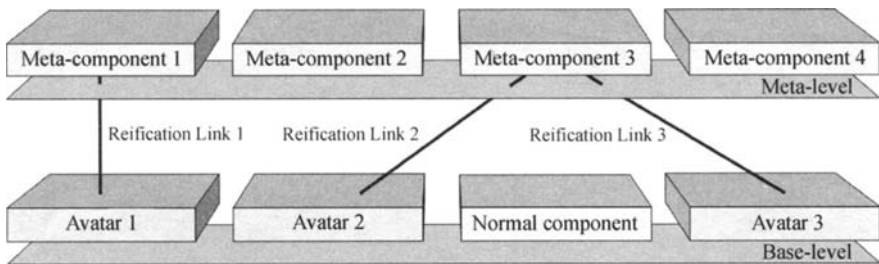 Meta-component 1 Meta-component 2 Meta-component 3 Meta-component 4
Meta-level
Reification Link 1 Reification Link 2 Reification Link 3
Avatar 1 Avatar 2 Normal component Avatar 3
Base-level